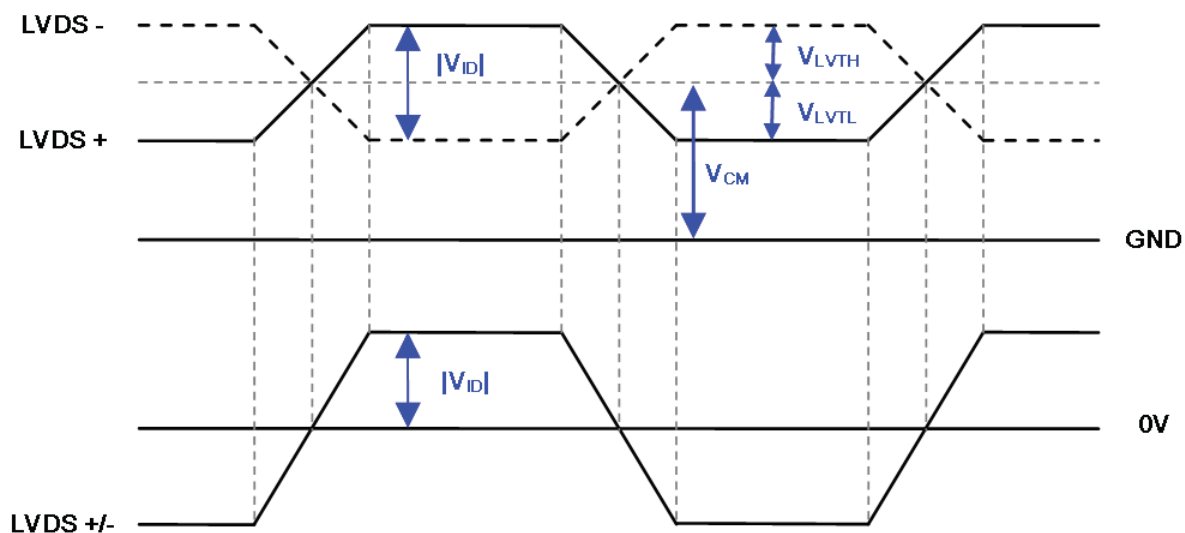 LVDS -
|VID|
VLVTH
LVDS +
VLVTL
VCM
GND
|VID|
0V
LVDS +/-